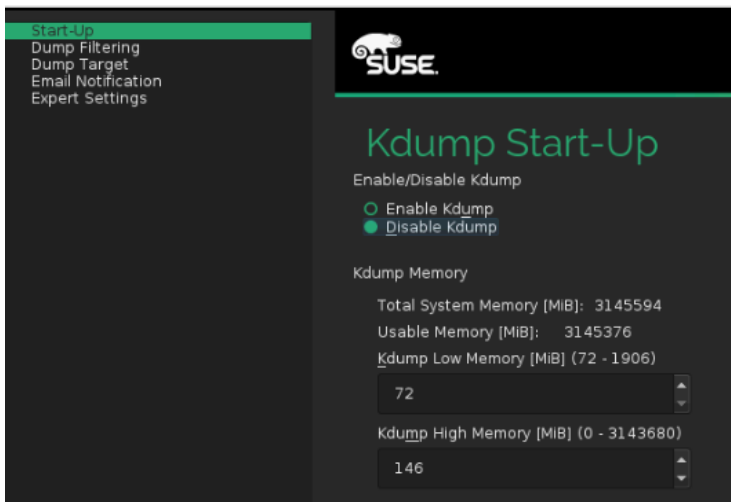 Start-Up
Dump Filtering
Dump Target
Email Notification
Expert Settings
SUSE.
Kdump Start-Up
Enable/Disable Kdump
Enable Kdump
Disable Kdump
Kdump Memory
Total System Memory [MiB]: 3145594
Usable Memory [MiB]: 3145376
Kdump Low Memory [MiB] (72 - 1906)
72
Kdump High Memory [MiB] (0 - 3143680)
146